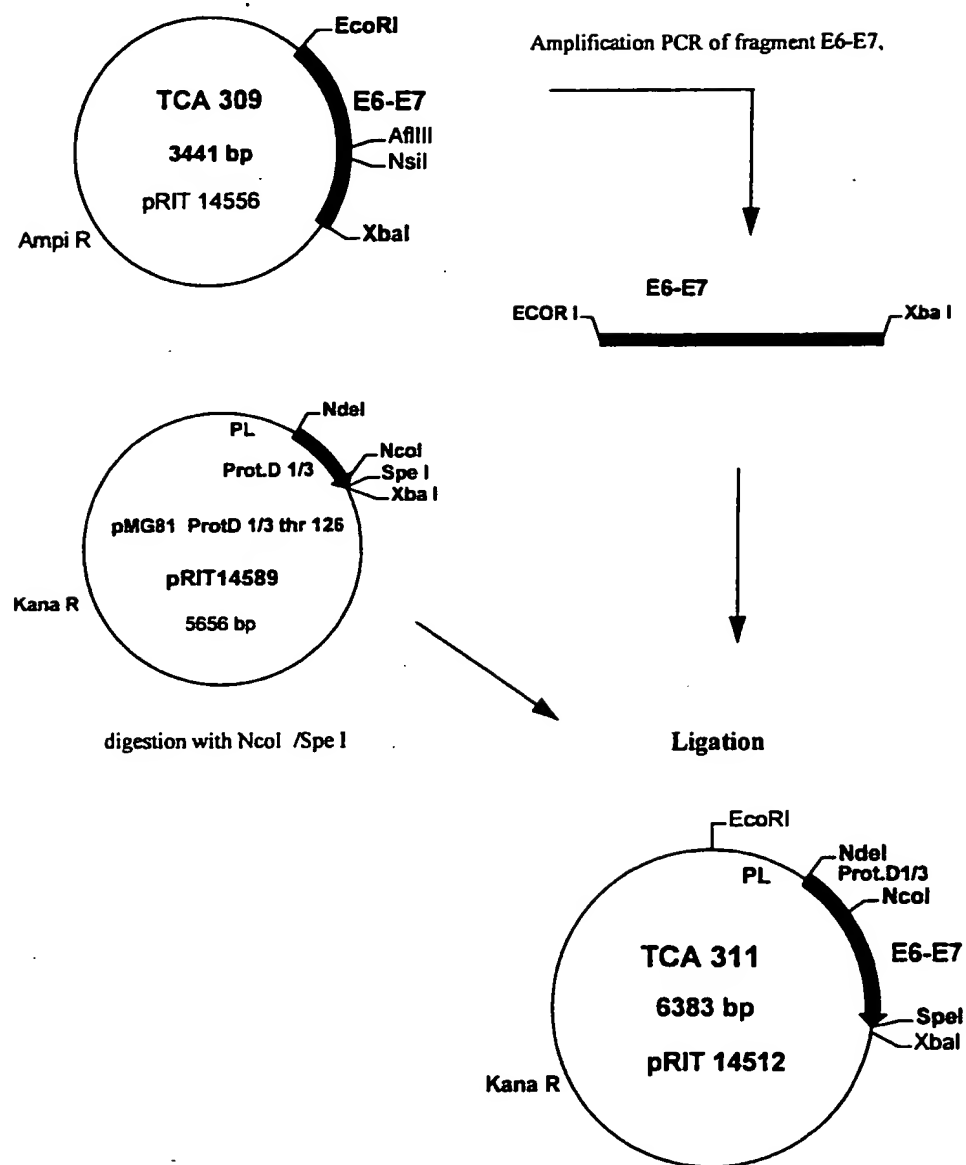 EcoRI
Amplification PCR of fragment E6-E7.
TCA 309
E6-E7
AflIII
3441 bp
NsiI
pRIT 14556
Ampi R
XbaI
E6-E7
ECOR I
Xba I
NdeI
PL
NcoI
Prot.D 1/3
Spe I
Xba I
pMG81 ProtD 1/3 thr 126
pRIT14589
Kana R
5656 bp
digestion with NcoI /Spe I
Ligation
EcoRI
NdeI
PL
Prot.D1/3
NcoI
E6-E7
TCA 311
6383 bp
SpeI
XbaI
pRIT 14512
Kana R